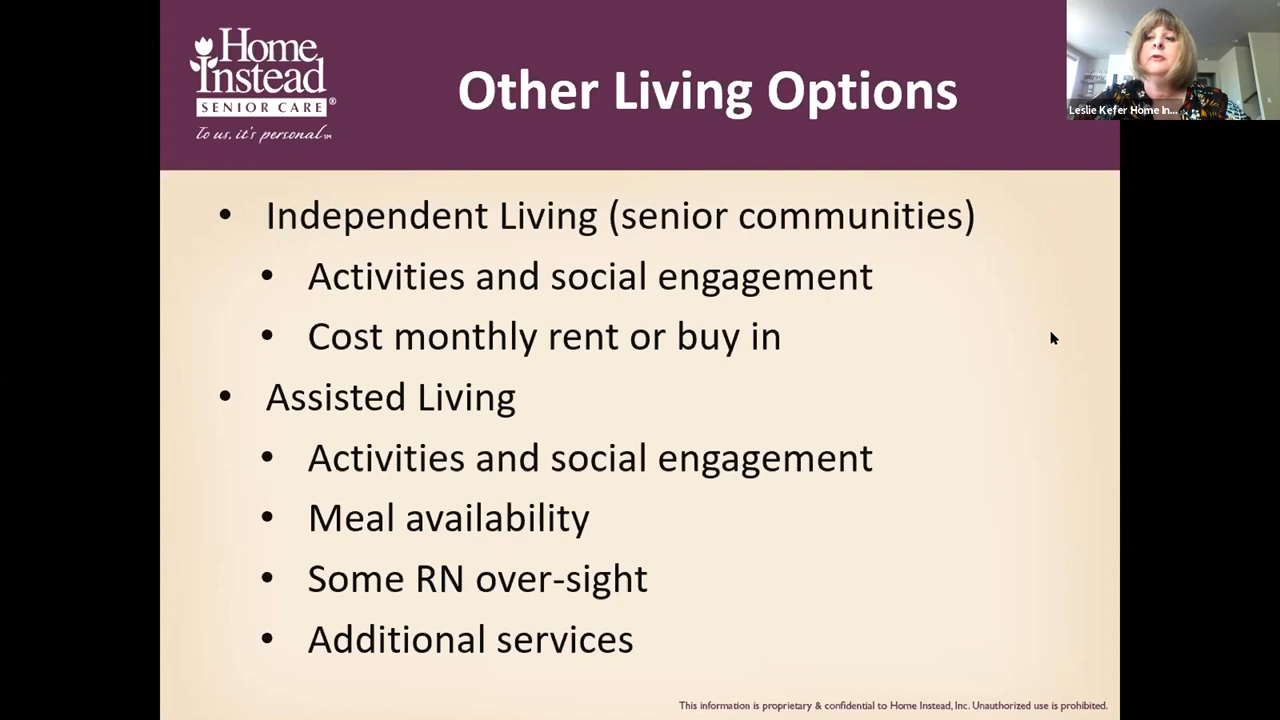 Home
Instead
SENIOR CARE®
To us, it's personal.SM
Other Living Options
Leslie Kefer Home In...
• Independent Living (senior communities)
• Activities and social engagement
• Cost monthly rent or buy in
• Assisted Living
• Activities and social engagement
• Meal availability
• Some RN over-sight
• Additional services
This information is proprietary & confidential to Home Instead, Inc. Unauthorized use is prohibited.